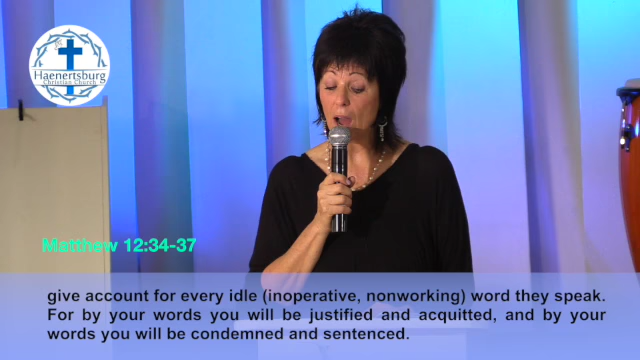 Haenertsburg
Christian Church
Matthew 12:34-37
give account for every idle (inoperative, nonworking) word they speak.
For by your words you will be justified and acquitted, and by your
words you will be condemned and sentenced.